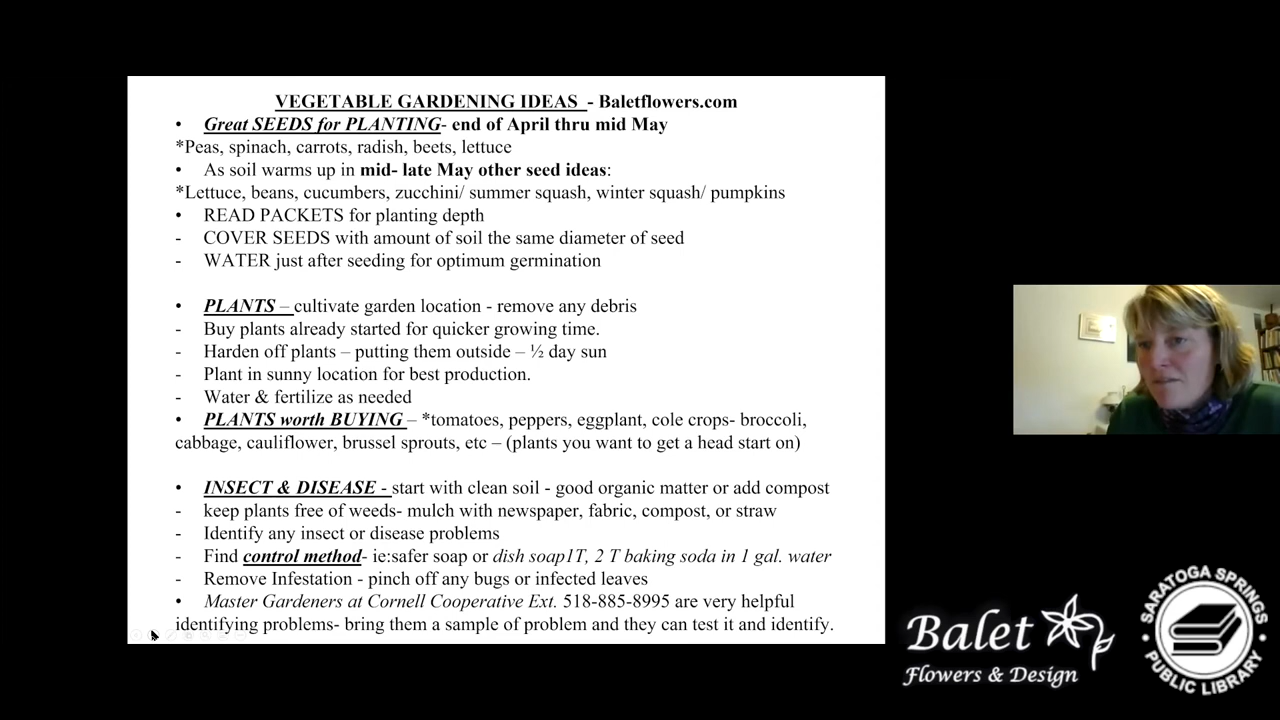 VEGETABLE GARDENING IDEAS - Baletflowers.com
• Great SEEDS for PLANTING- end of April thru mid May
*Peas, spinach, carrots, radish, beets, lettuce
• As soil warms up in mid- late May other seed ideas:
*Lettuce, beans, cucumbers, zucchini/ summer squash, winter squash/ pumpkins
• READ PACKETS for planting depth
- COVER SEEDS with amount of soil the same diameter of seed
- WATER just after seeding for optimum germination
• PLANTS – cultivate garden location - remove any debris
- Buy plants already started for quicker growing time.
- Harden off plants – putting them outside – ½ day sun
- Plant in sunny location for best production.
- Water & fertilize as needed
• PLANTS worth BUYING – *tomatoes, peppers, eggplant, cole crops- broccoli,
cabbage, cauliflower, brussel sprouts, etc – (plants you want to get a head start on)
• INSECT & DISEASE - start with clean soil - good organic matter or add compost
- keep plants free of weeds- mulch with newspaper, fabric, compost, or straw
- Identify any insect or disease problems
- Find control method- ie:safer soap or dish soap1T, 2 T baking soda in 1 gal. water
- Remove Infestation - pinch off any bugs or infected leaves
• Master Gardeners at Cornell Cooperative Ext. 518-885-8995 are very helpful
identifying problems- bring them a sample of problem and they can test it and identify.
Balet
Flowers & Design
SARATOGA SPRINGS
PUBLIC LIBRARY